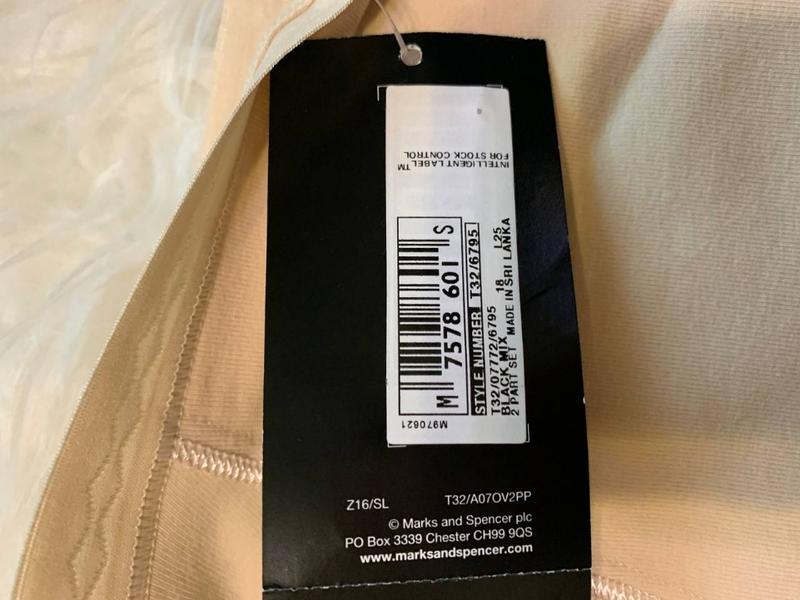 INTELLIGENT LABEL™
FOR STOCK CONTROL
M 7578 601 S
STYLE NUMBER T32/6795
T32/07772/6795 18 L25
BLACK MIX
2 PART SET MADE IN SRI LANKA
M970621
Z16/SL T32/A07OV2PP
© Marks and Spencer plc
PO Box 3339 Chester CH99 9QS
www.marksandspencer.com